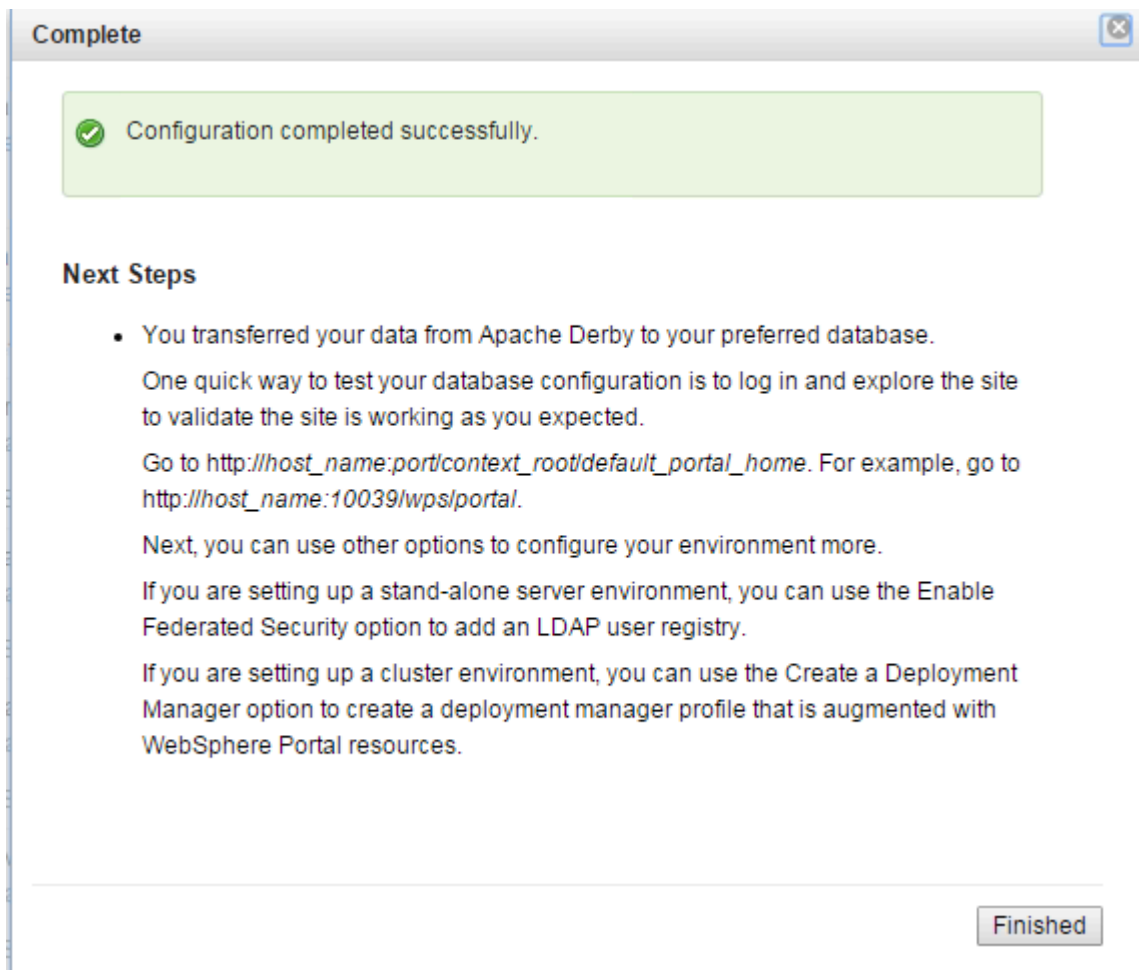 Complete
Configuration completed successfully.
Next Steps
• You transferred your data from Apache Derby to your preferred database.
One quick way to test your database configuration is to log in and explore the site
to validate the site is working as you expected.
Go to http://host_name:port/context_root/default_portal_home. For example, go to
http://host_name:10039/wps/portal.
Next, you can use other options to configure your environment more.
If you are setting up a stand-alone server environment, you can use the Enable
Federated Security option to add an LDAP user registry.
If you are setting up a cluster environment, you can use the Create a Deployment
Manager option to create a deployment manager profile that is augmented with
WebSphere Portal resources.
Finished